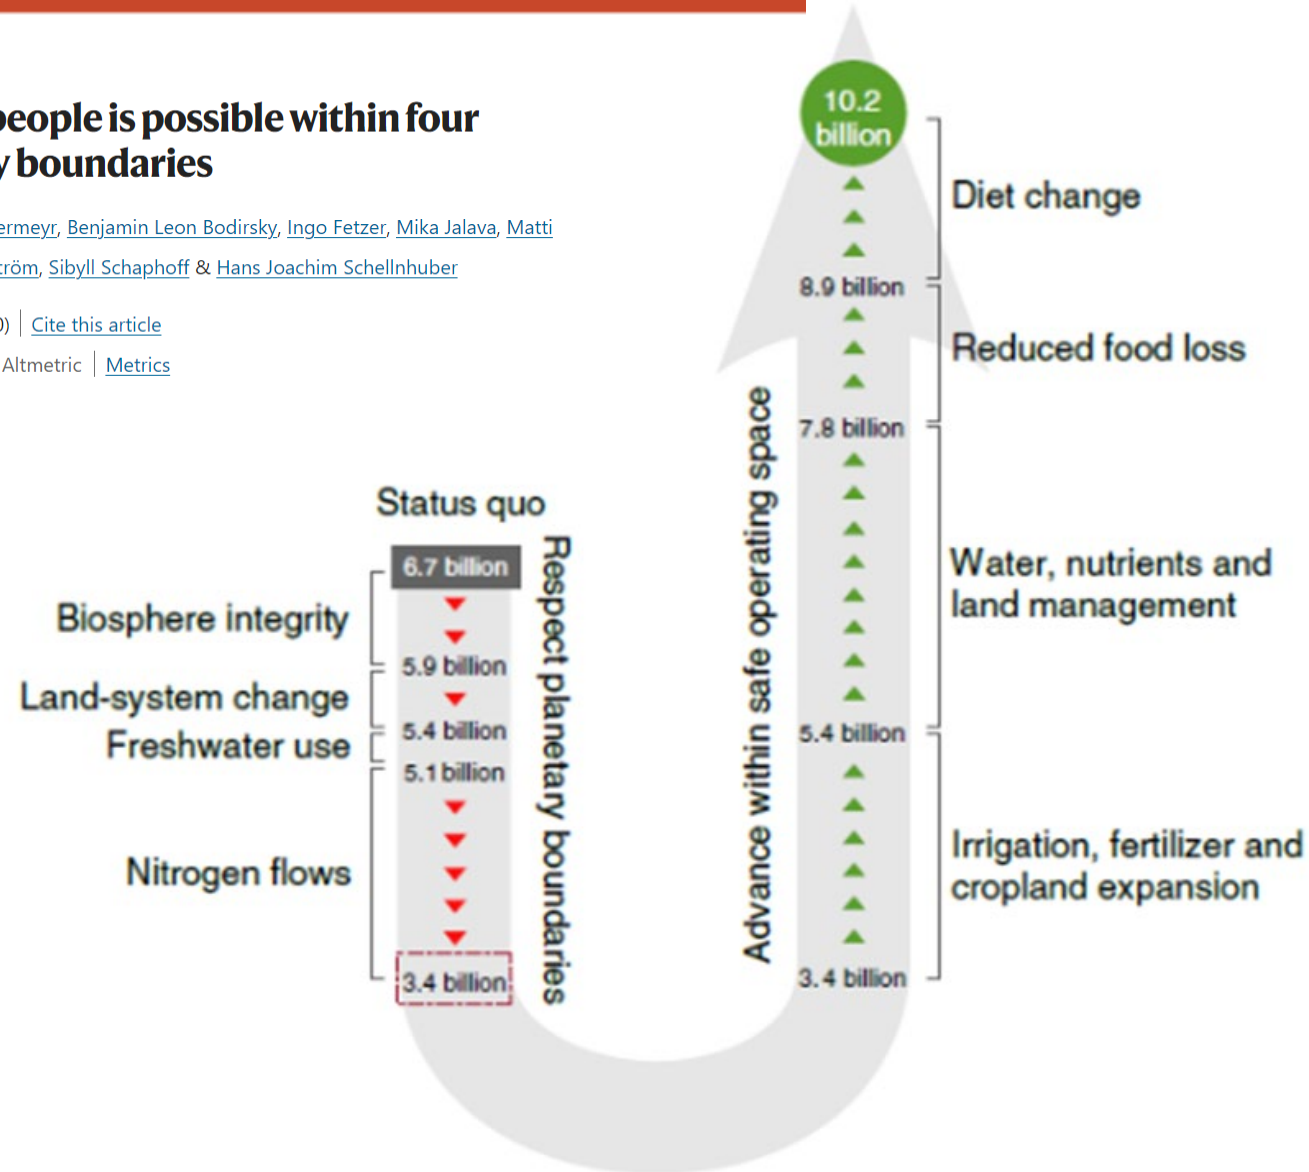 people is possible within four
y boundaries
ermeyr, Benjamin Leon Bodirsky, Ingo Fetzer, Mika Jalava, Matti
tröm, Sibyll Schaphoff & Hans Joachim Schellnhuber
0) | Cite this article
Altmetric | Metrics
Status quo
6.7 billion
Biosphere integrity
5.9 billion
Land-system change
5.4 billion
Freshwater use
5.1 billion
Nitrogen flows
3.4 billion
Respect planetary boundaries
Advance within safe operating space
10.2
billion
Diet change
8.9 billion
Reduced food loss
7.8 billion
Water, nutrients and
land management
5.4 billion
Irrigation, fertilizer and
cropland expansion
3.4 billion